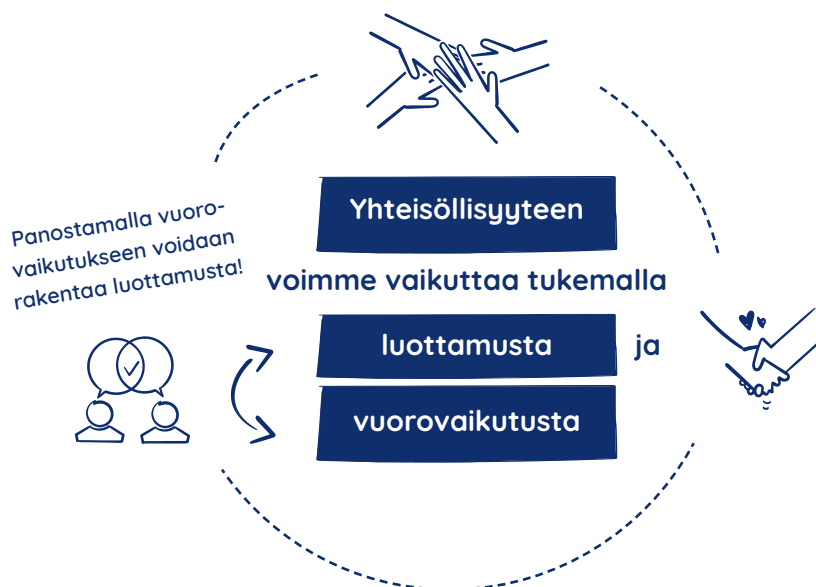 Yhteisöllisyyteen
voimme vaikuttaa tukemalla
luottamusta ja
vuorovaikutusta
Panostamalla vuoro-
vaikutukseen voidaan
rakentaa luottamusta!